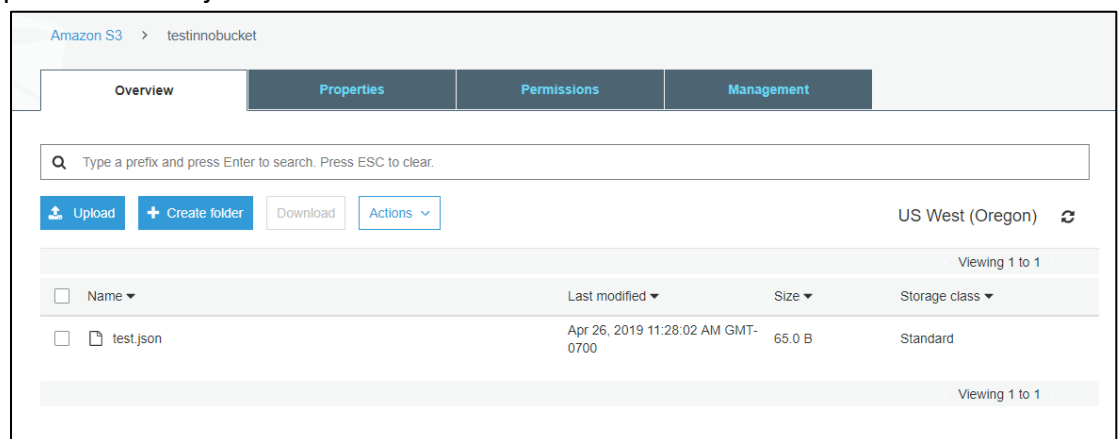 Amazon S3 > testinnobucket
Overview Properties Permissions Management
Type a prefix and press Enter to search. Press ESC to clear.
Upload + Create folder Download Actions
US West (Oregon)
Viewing 1 to 1
Name Last modified Size Storage class
test.json Apr 26, 2019 11:28:02 AM GMT-
0700 65.0 B Standard
Viewing 1 to 1